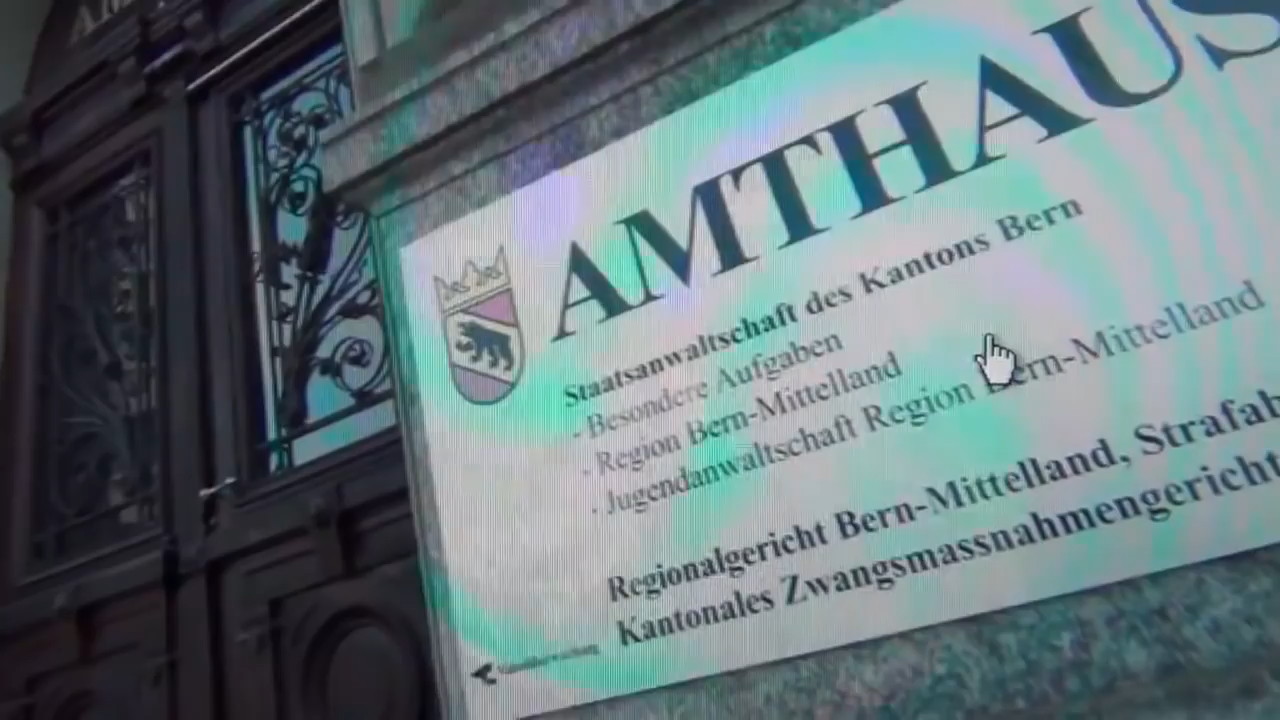 AMTHAUS
Staatsanwaltschaft des Kantons Bern
- Besondere Aufgaben
- Region Bern-Mittelland
- Jugendanwaltschaft Region Bern-Mittelland
Regionalgericht Bern-Mittelland, Strafab
Kantonales Zwangsmassnahmengericht